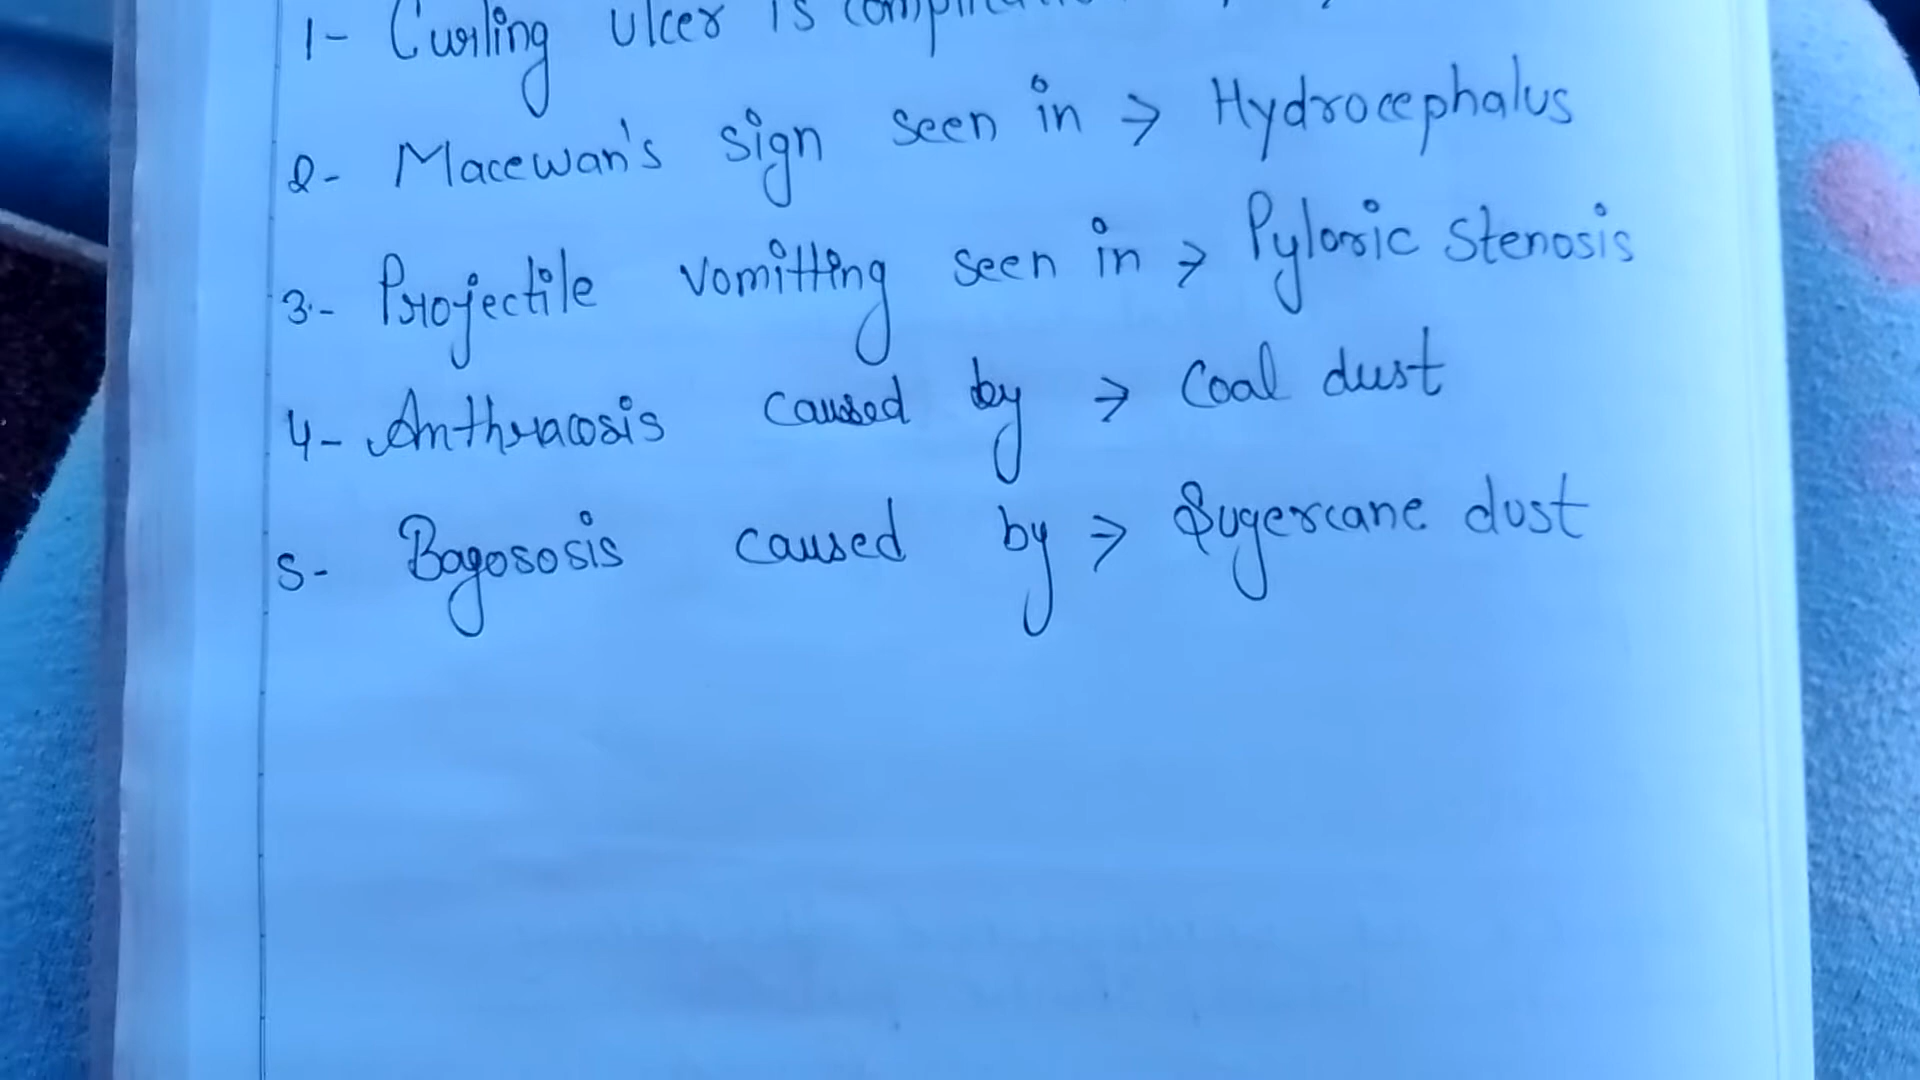 1- Curling ulcer is
2- Macewan's sign seen in → Hydrocephalus
3- Projectile vomitting seen in → Pyloric stenosis
4- Anthracosis caused by → Coal dust
5- Bagososis caused by → Sugercane dust